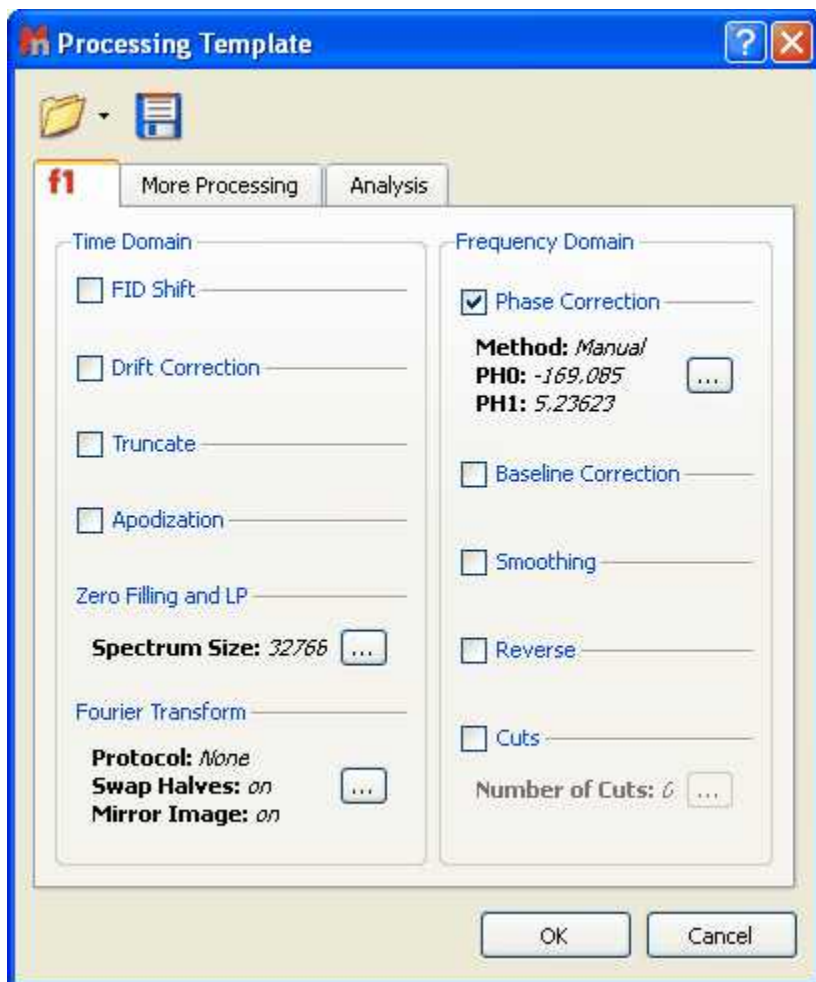 Processing Template
f1
More Processing
Analysis
Time Domain
FID Shift
Drift Correction
Truncate
Apodization
Zero Filling and LP
Spectrum Size: 32768
...
Fourier Transform
Protocol: None
Swap Halves: on
Mirror Image: on
...
Frequency Domain
Phase Correction
Method: Manual
PH0: -169,085
PH1: 5,23623
...
Baseline Correction
Smoothing
Reverse
Cuts
Number of Cuts:
...
OK
Cancel